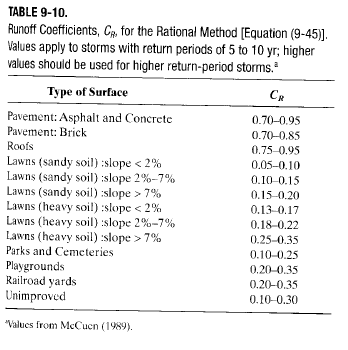 TABLE 9-10.
Runoff Coefficients, C_R, for the Rational Method [Equation (9-45)].
Values apply to storms with return periods of 5 to 10 yr; higher
values should be used for higher return-period storms.ª
Type of Surface C_R
Pavement: Asphalt and Concrete 0.70–0.95
Pavement: Brick 0.70–0.85
Roofs 0.75–0.95
Lawns (sandy soil) :slope < 2% 0.05–0.10
Lawns (sandy soil) :slope 2%–7% 0.10–0.15
Lawns (sandy soil) :slope > 7% 0.15–0.20
Lawns (heavy soil) :slope < 2% 0.13–0.17
Lawns (heavy soil) :slope 2%–7% 0.18–0.22
Lawns (heavy soil) :slope > 7% 0.25–0.35
Parks and Cemeteries 0.10–0.25
Playgrounds 0.20–0.35
Railroad yards 0.20–0.35
Unimproved 0.10–0.30
ªValues from McCuen (1989).